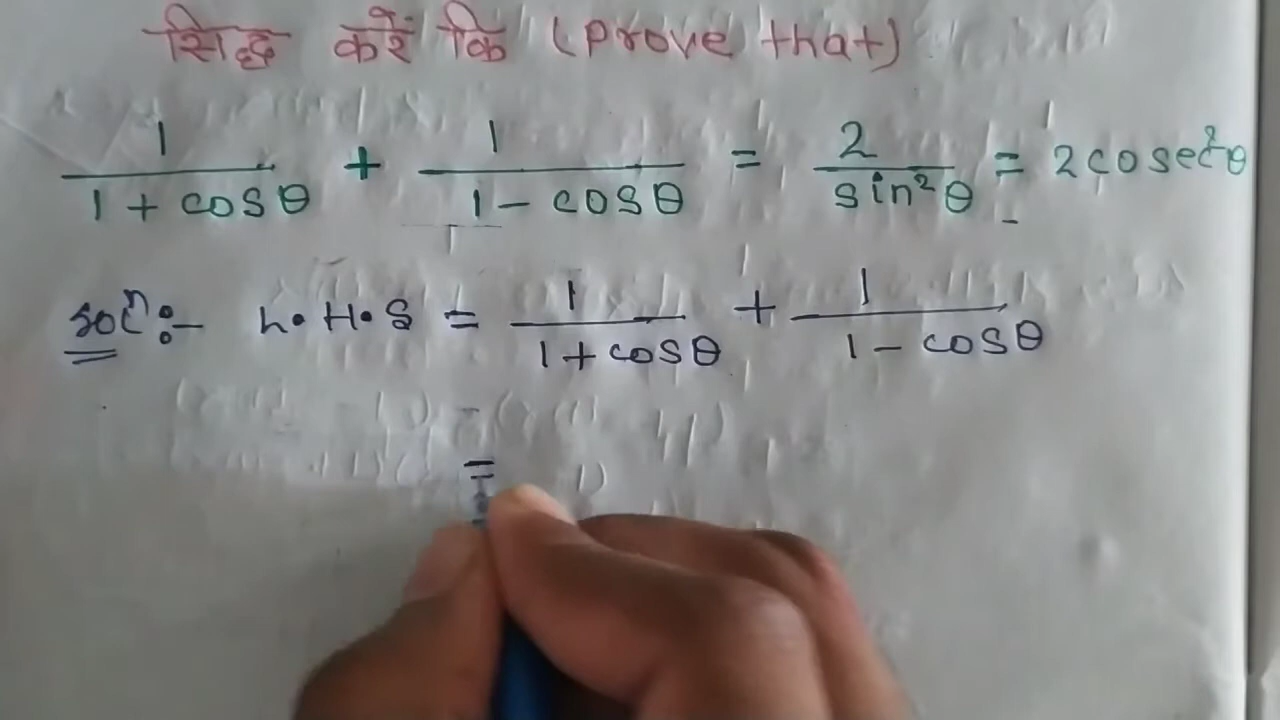 सिद्ध करें कि (Prove that)
1/(1 + cosθ) + 1/(1 - cosθ) = 2/sin²θ = 2cosec²θ
Solⁿ:- L.H.S = 1/(1 + cosθ) + 1/(1 - cosθ)
=